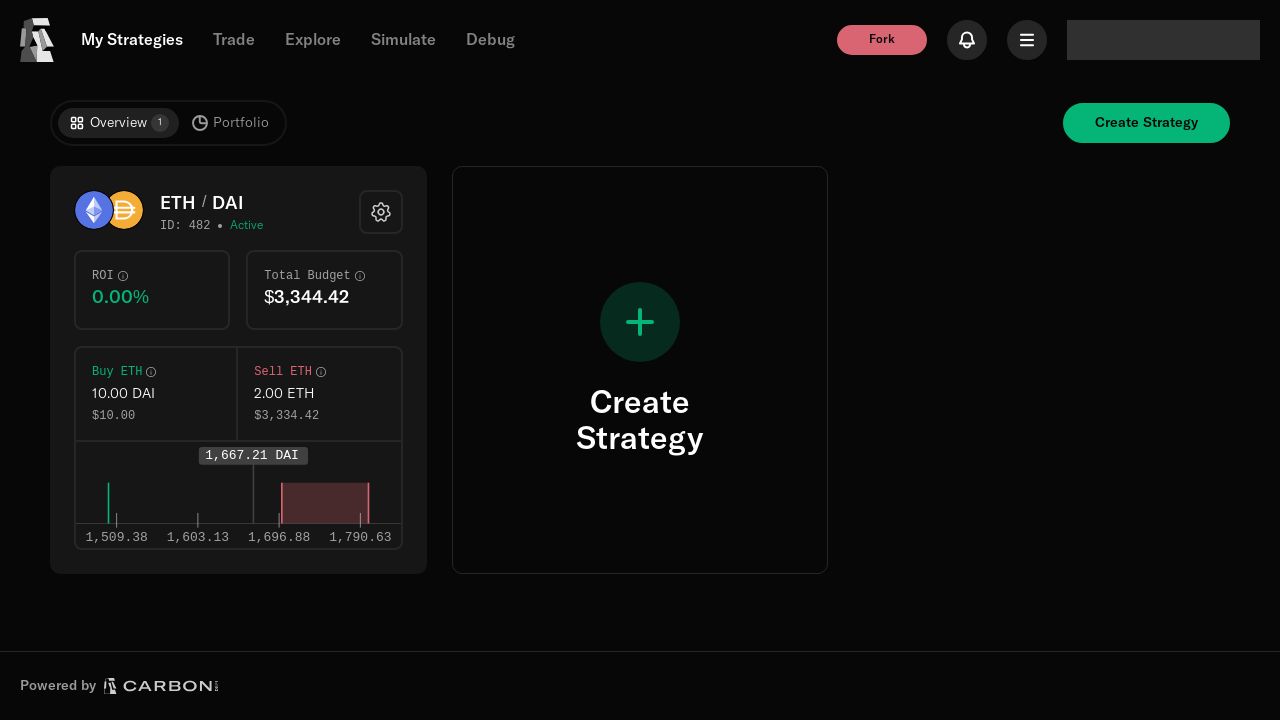 My Strategies Trade Explore Simulate Debug Fork
Overview 1 Portfolio Create Strategy
ETH / DAI
ID: 482 • Active
ROI Total Budget
0.00% $3,344.42
Buy ETH Sell ETH
10.00 DAI 2.00 ETH
$10.00 $3,334.42
1,667.21 DAI
1,509.38 1,603.13 1,696.88 1,790.63
Create
Strategy
Powered by CARBON